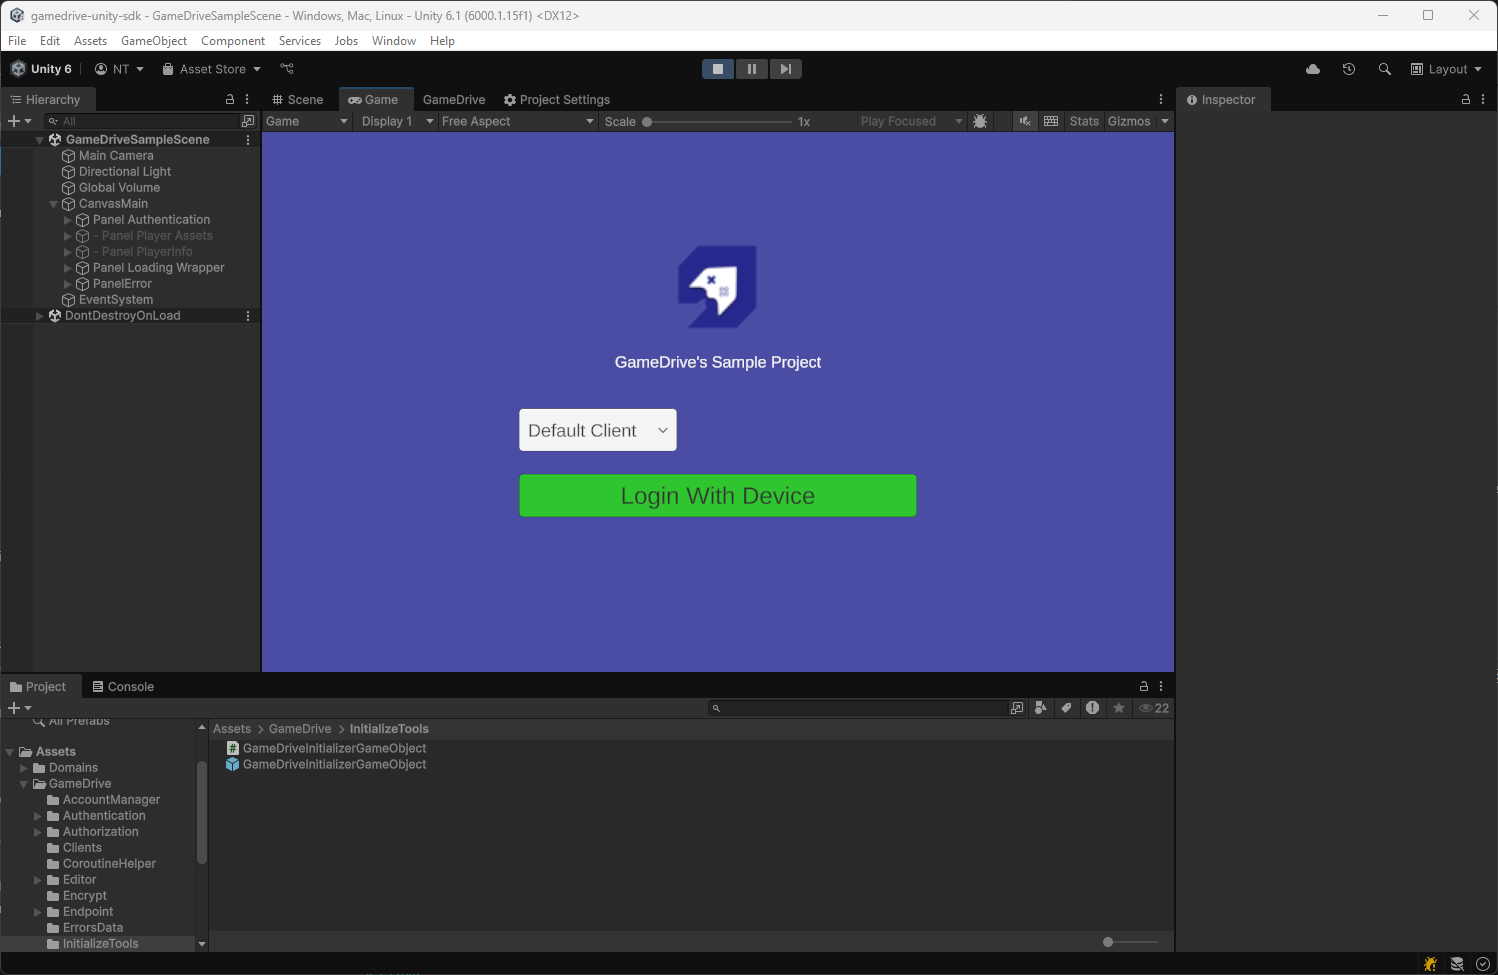 gamedrive-unity-sdk - GameDriveSampleScene - Windows, Mac, Linux - Unity 6.1 (6000.1.15f1) <DX12>
File Edit Assets GameObject Component Services Jobs Window Help
Unity 6 NT Asset Store Layout
Hierarchy Scene Game GameDrive Project Settings Inspector
All Game Display 1 Free Aspect Scale 1x Play Focused Stats Gizmos
GameDriveSampleScene
Main Camera
Directional Light
Global Volume
CanvasMain
Panel Authentication
- Panel Player Assets
- Panel PlayerInfo
Panel Loading Wrapper
PanelError
EventSystem
DontDestroyOnLoad
GameDrive's Sample Project
Default Client
Login With Device
Project Console
22
All Prefabs
Assets
Domains
GameDrive
AccountManager
Authentication
Authorization
Clients
CoroutineHelper
Editor
Encrypt
Endpoint
ErrorsData
InitializeTools
Assets > GameDrive > InitializeTools
GameDriveInitializerGameObject
GameDriveInitializerGameObject